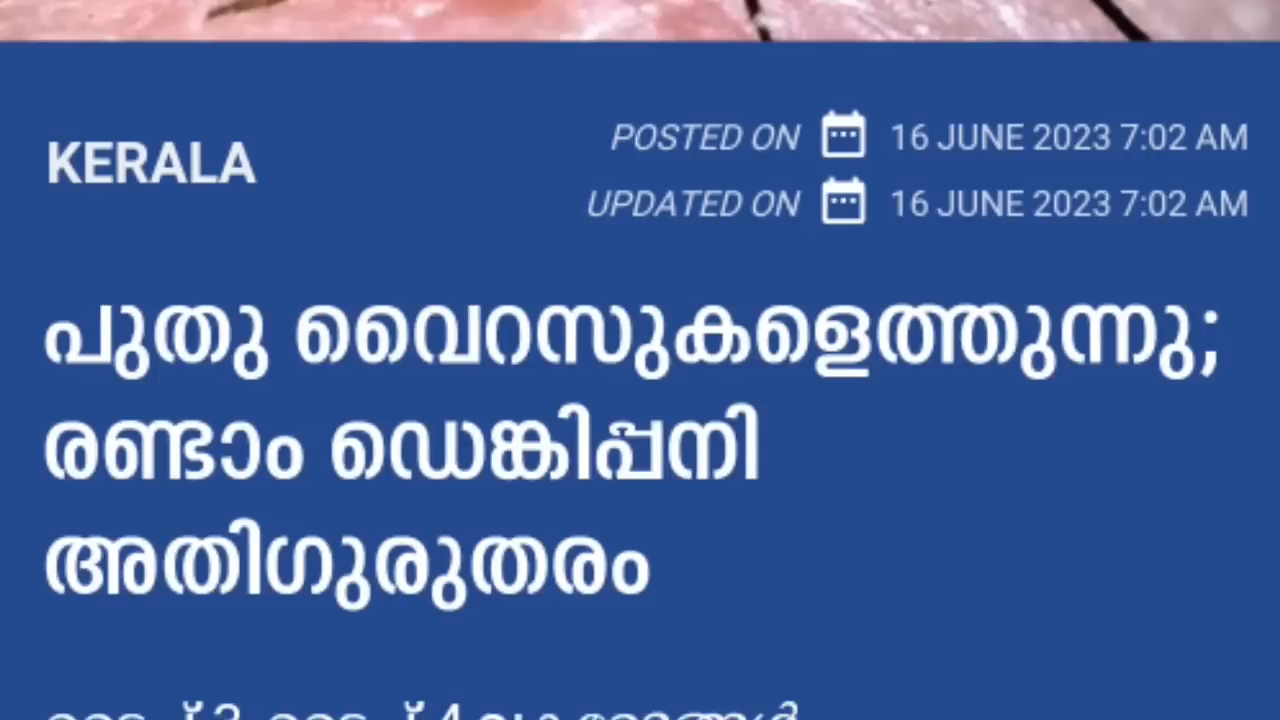 KERALA
POSTED ON 16 JUNE 2023 7:02 AM
UPDATED ON 16 JUNE 2023 7:02 AM
പുതു വൈറസുകളെത്തുന്നു;
രണ്ടാം ഡെങ്കിപ്പനി
അതിഗുരുതരം